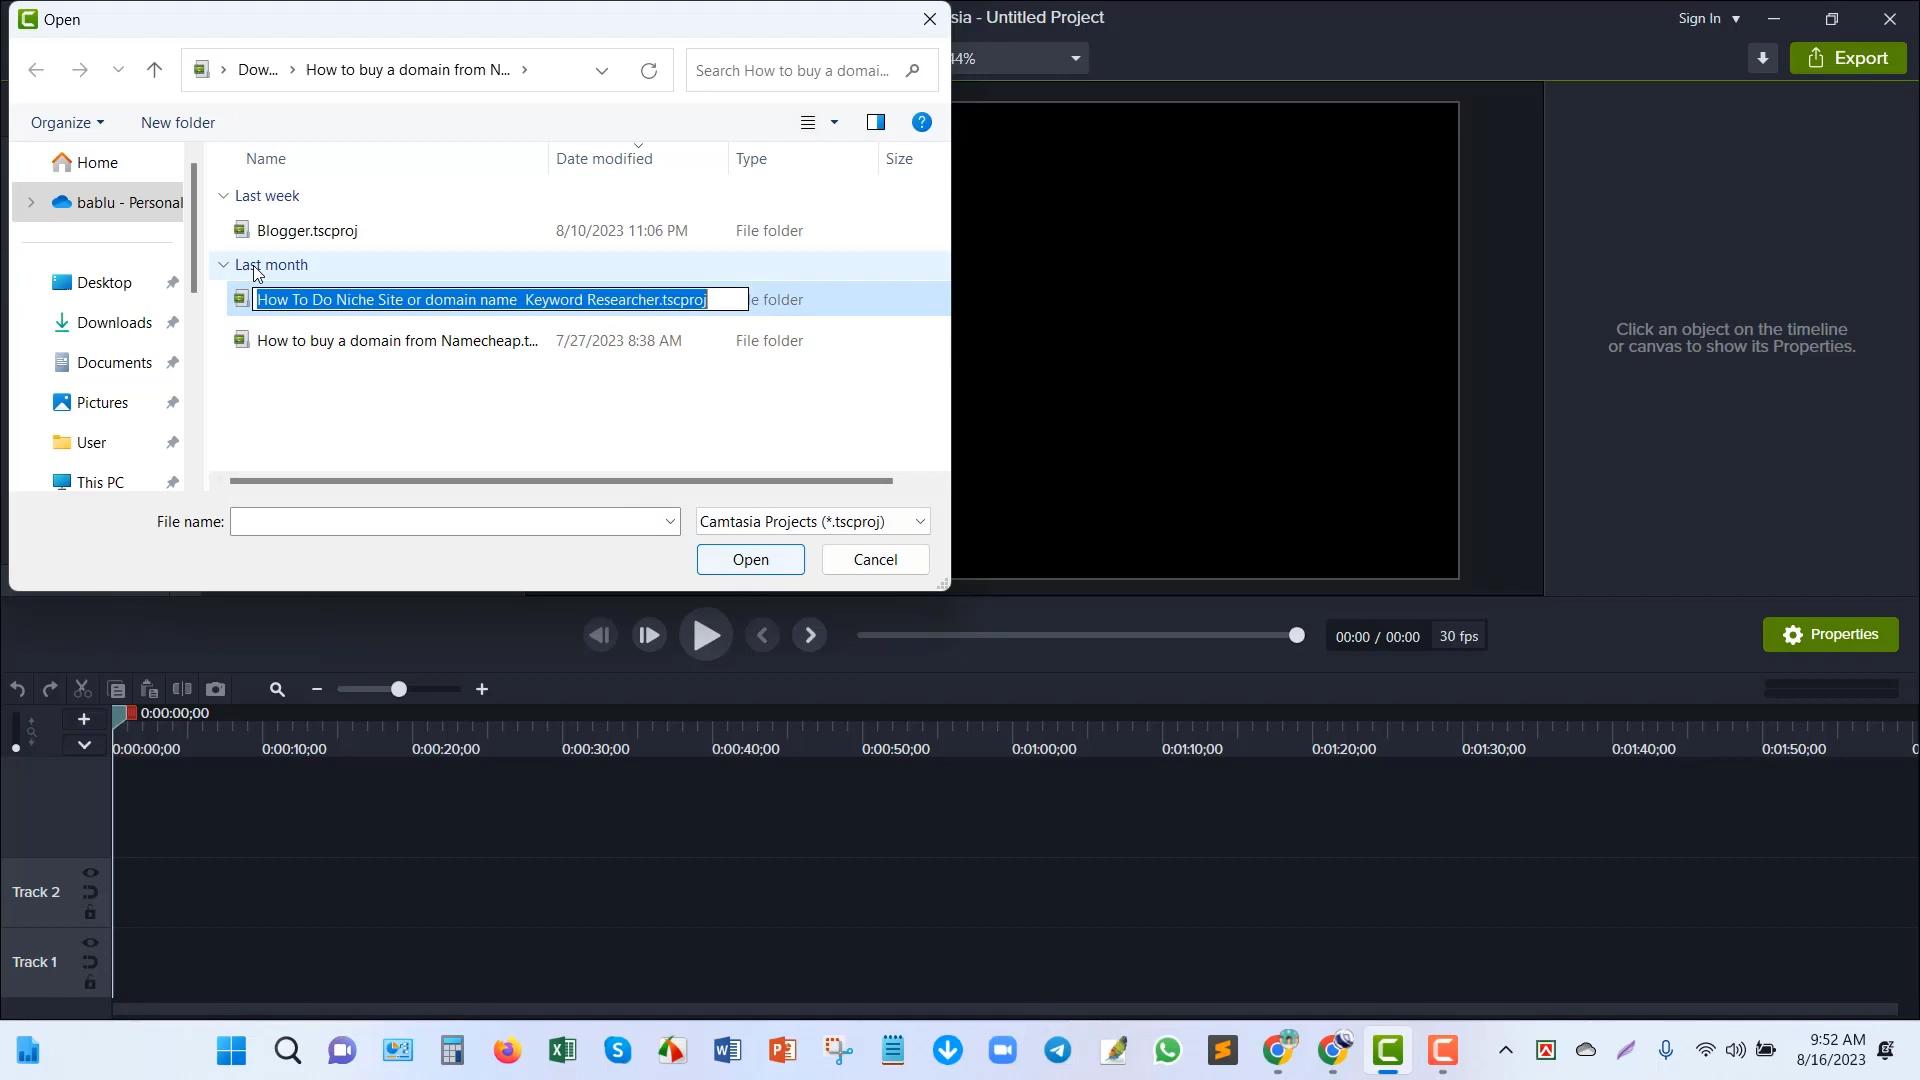 Open
sia - Untitled Project
Sign In
Dow...
How to buy a domain from N...
Search How to buy a domai...
44%
Export
Organize
New folder
Home
bablu - Personal
Desktop
Downloads
Documents
Pictures
User
This PC
Name
Date modified
Type
Size
Last week
Blogger.tscproj
8/10/2023 11:06 PM
File folder
Last month
How To Do Niche Site or domain name  Keyword Researcher.tscproj
e folder
How to buy a domain from Namecheap.t...
7/27/2023 8:38 AM
File folder
Click an object on the timeline
or canvas to show its Properties.
File name:
Camtasia Projects (*.tscproj)
Open
Cancel
00:00 / 00:00
30 fps
Properties
0:00:00;00
0:00:00;00
0:00:10;00
0:00:20;00
0:00:30;00
0:00:40;00
0:00:50;00
0:01:00;00
0:01:10;00
0:01:20;00
0:01:30;00
0:01:40;00
0:01:50;00
Track 2
Track 1
9:52 AM
8/16/2023